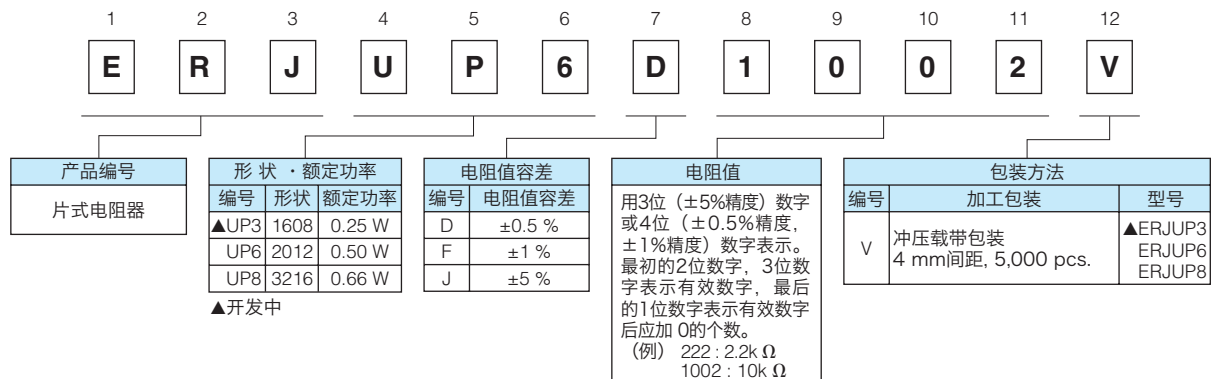 1 2 3 4 5 6 7 8 9 10 11 12
E R J U P 6 D 1 0 0 2 V
产品编号
片式电阻器
形 状 ・额定功率
编号 形状 额定功率
▲UP3 1608 0.25 W
UP6 2012 0.50 W
UP8 3216 0.66 W
▲开发中
电阻值容差
编号 电阻值容差
D ±0.5 %
F ±1 %
J ±5 %
电阻值
用3位（±5%精度）数字
或4位（±0.5%精度，
±1%精度）数字表示。
最初的2位数字，3位数
字表示有效数字，最后
的1位数字表示有效数字
后应加 0的个数。
（例） 222 : 2.2k Ω
1002 : 10k Ω
包装方法
编号 加工包装 型号
V 冲压载带包装
4 mm间距, 5,000 pcs.
▲ERJUP3
ERJUP6
ERJUP8